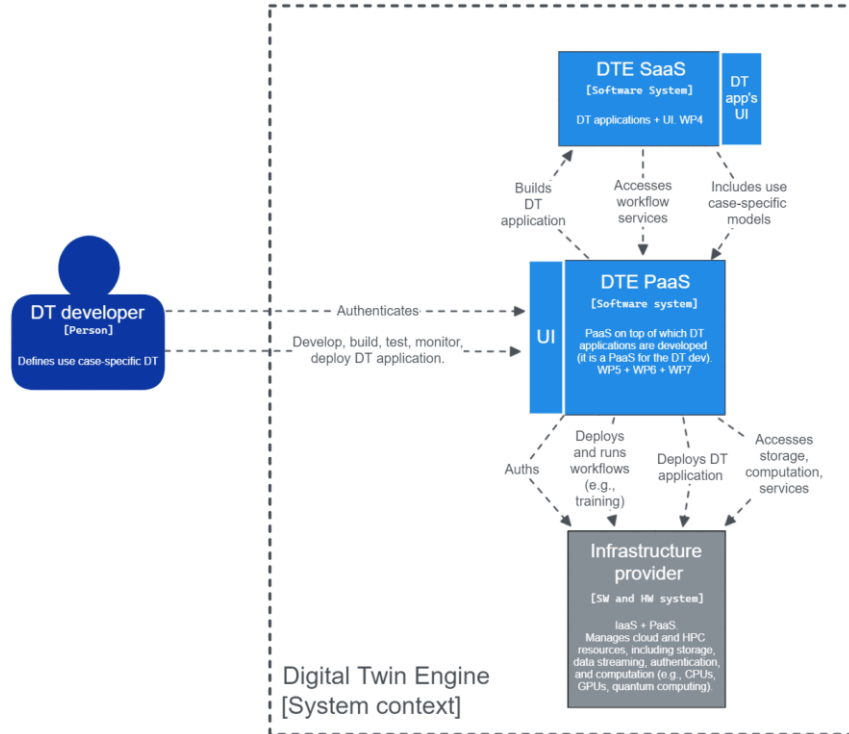 DTE SaaS
[Software System]
DT applications + UI. WP4
DT
app's
UI
Builds
DT
application
Accesses
workflow
services
Includes use
case-specific
models
DT developer
[Person]
Defines use case-specific DT
Authenticates
Develop, build, test, monitor,
deploy DT application.
UI
DTE PaaS
[Software system]
PaaS on top of which DT
applications are developed
(it is a PaaS for the DT dev).
WP5 + WP6 + WP7
Auths
Deploys
and runs
workflows
(e.g.,
training)
Deploys DT
application
Accesses
storage,
computation,
services
Infrastructure
provider
[SW and HW system]
IaaS + PaaS.
Manages cloud and HPC
resources, including storage,
data streaming, authentication,
and computation (e.g., CPUs,
GPUs, quantum computing).
Digital Twin Engine
[System context]